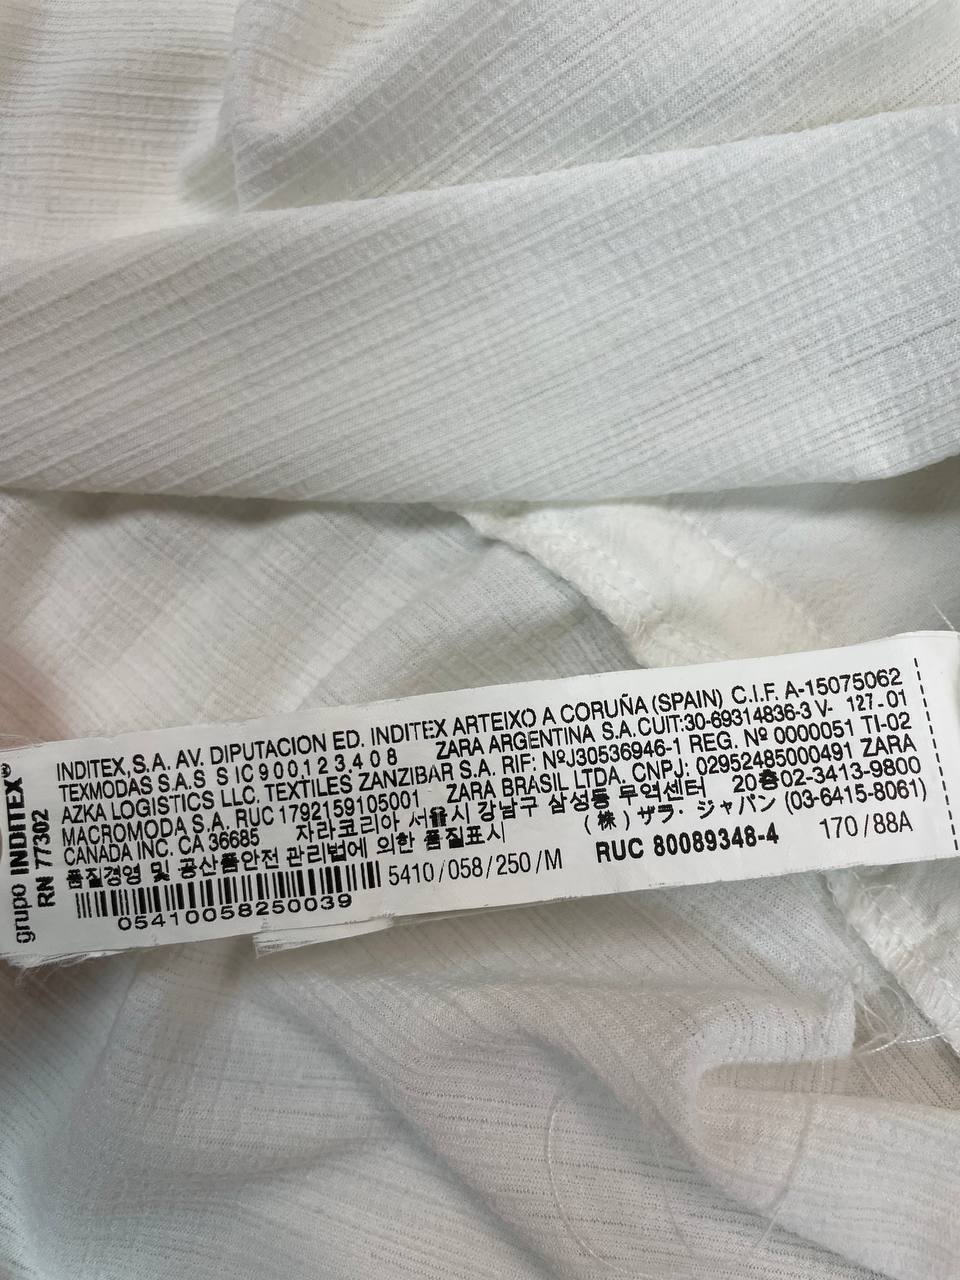 grupo INDITEX®
RN 77302
INDITEX, S.A. AV. DIPUTACION ED. INDITEX ARTEIXO A CORUÑA (SPAIN) C.I.F. A-15075062
TEXMODAS S.A.S S IC 900123408 ZARA ARGENTINA S.A. CUIT:30-69314836-3 V- 127-01
AZKA LOGISTICS LLC. TEXTILES ZANZIBAR S.A. RIF: NºJ30536946-1 REG. Nº 0000051 TI-02
MACROMODA S.A. RUC 1792159105001 ZARA BRASIL LTDA. CNPJ: 02952485000491 ZARA
CANADA INC. CA 36685 자라코리아 서울시 강남구 삼성동 무역센터 20층02-3413-9800
품질경영 및 공산품안전 관리법에 의한 품질표시 (株) ザラ・ジャパン (03-6415-8061)
5410/058/250/M RUC 80089348-4 170/88A
05410058250039